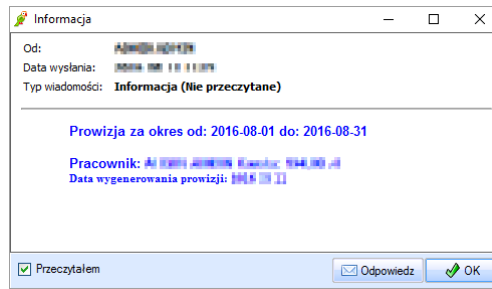 Informacja
Od:
Data wysłania:
Typ wiadomości: Informacja (Nie przeczytane)
Prowizja za okres od: 2016-08-01 do: 2016-08-31
Pracownik:
Data wygenerowania prowizji:
Przeczytałem
Odpowiedz
OK